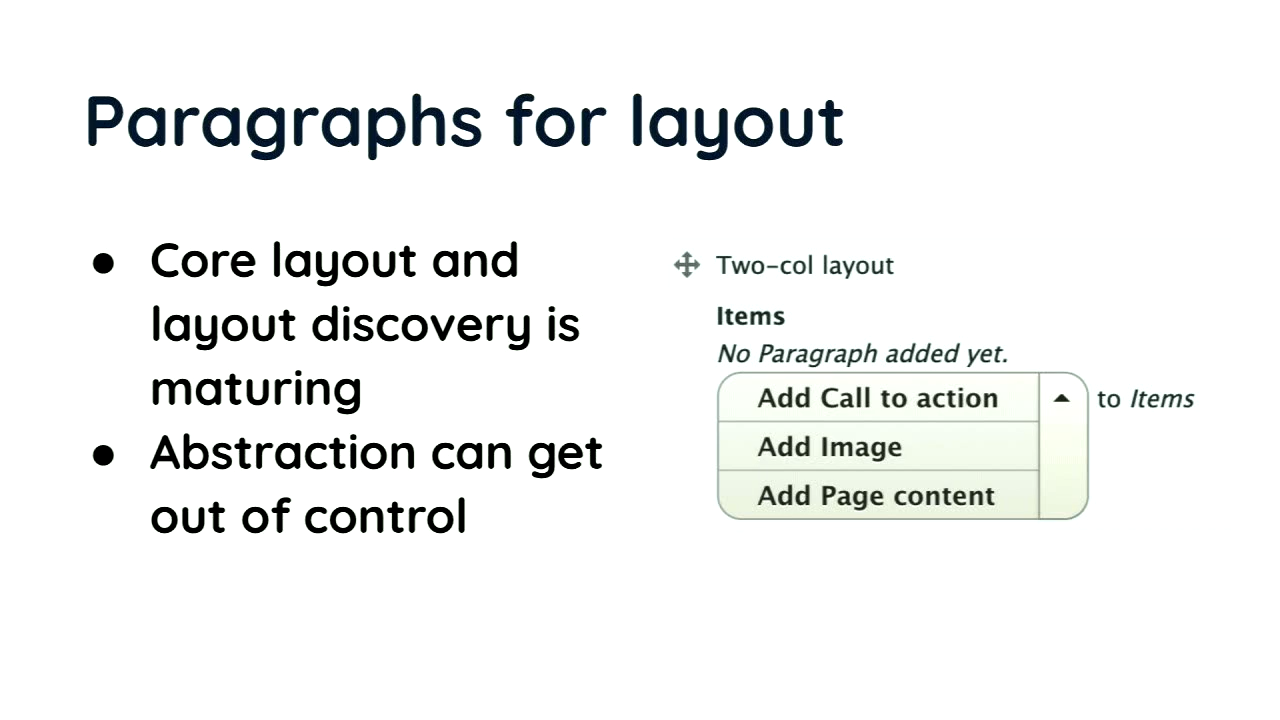 Paragraphs for layout
● Core layout and
layout discovery is
maturing
● Abstraction can get
out of control
Two-col layout
Items
No Paragraph added yet.
Add Call to action to Items
Add Image
Add Page content